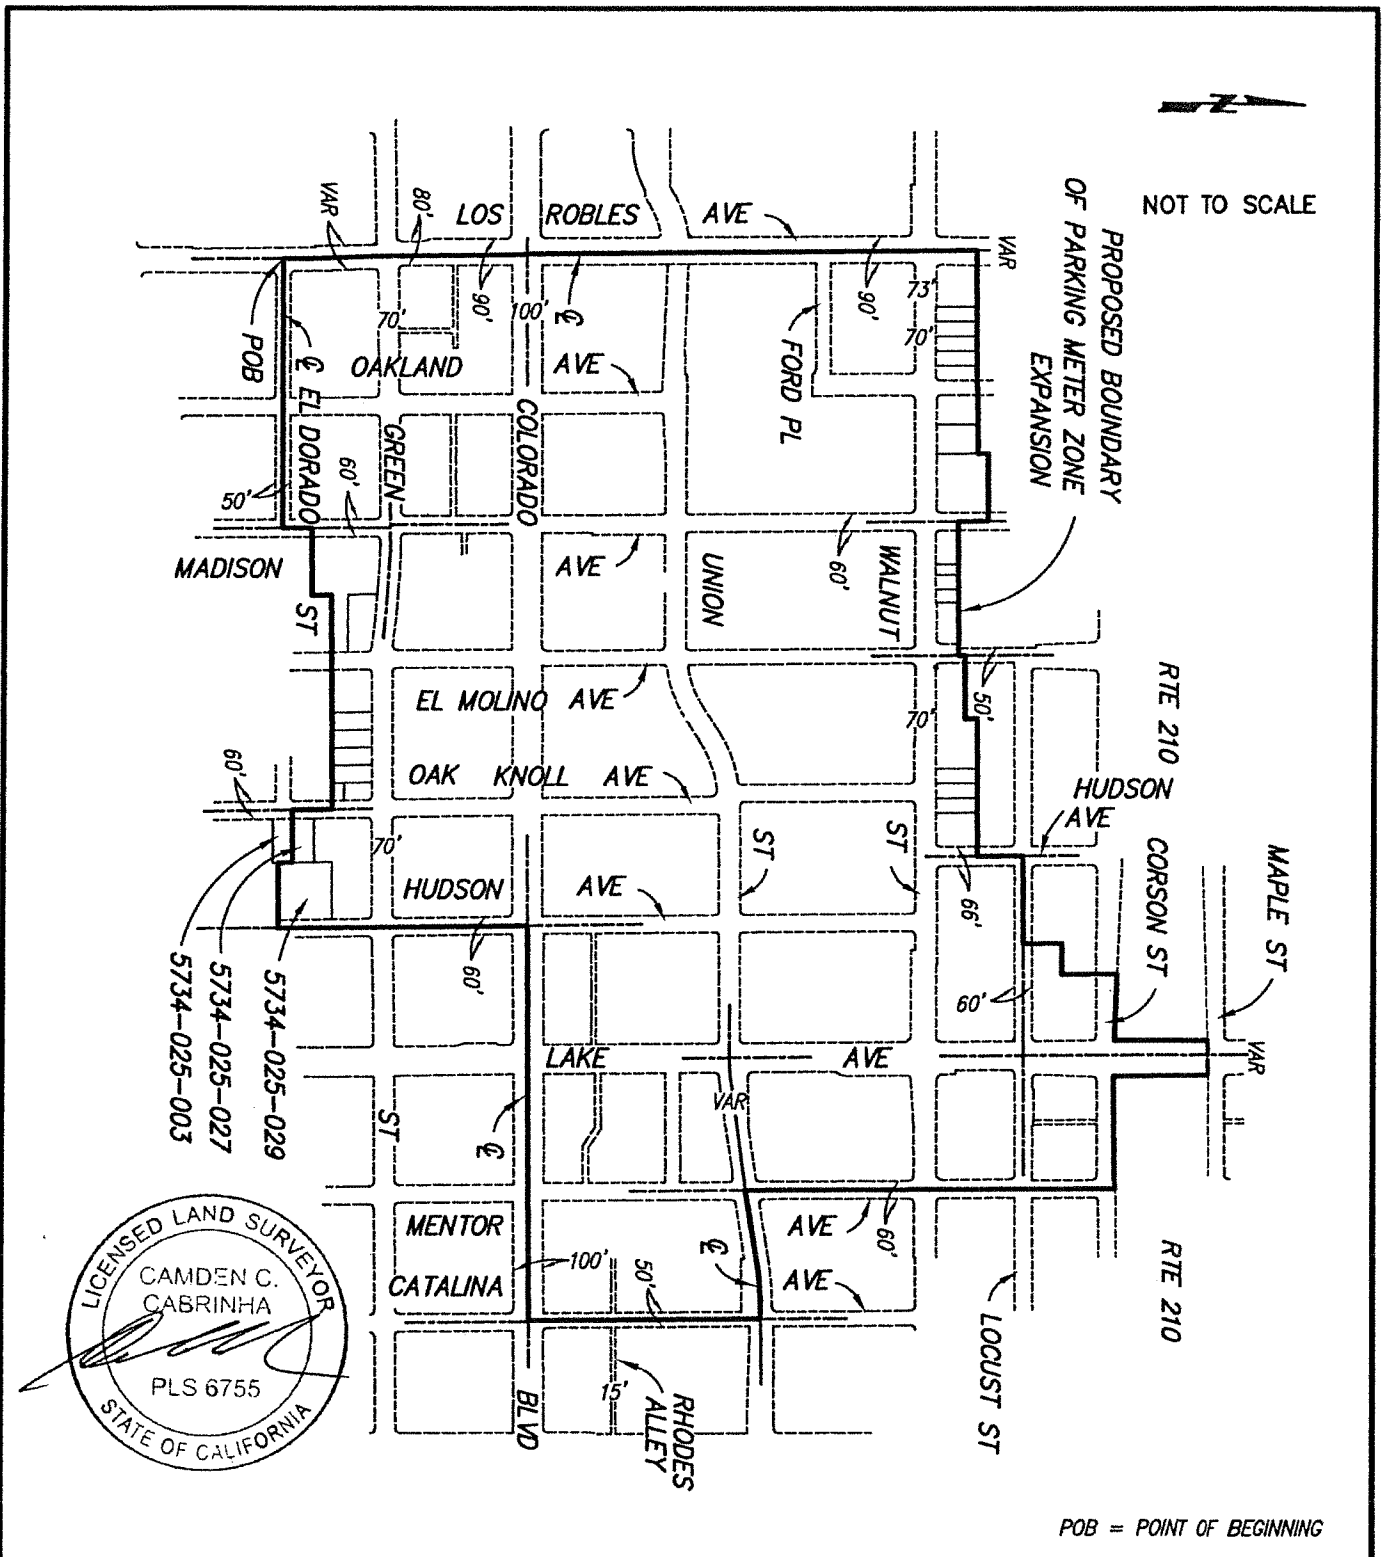 NOT TO SCALE
PROPOSED BOUNDARY
OF PARKING METER ZONE
EXPANSION
VAR
80'
LOS ROBLES AVE
VAR
90'
100'
℄
90'
73'
70'
70'
POB
℄
OAKLAND AVE
FORD PL
EL DORADO
GREEN
COLORADO
60'
50'
MADISON AVE
UNION
60'
WALNUT
ST
RTE 210
50'
70'
EL MOLINO AVE
OAK KNOLL AVE
60'
HUDSON
AVE
ST
ST
70'
CORSON ST
MAPLE ST
HUDSON AVE
66'
60'
60'
5734-025-029
5734-025-027
5734-025-003
LAKE AVE
VAR
VAR
ST
℄
MENTOR AVE
60'
℄
RTE 210
CATALINA AVE
100'
50'
LOCUST ST
BLVD
15'
RHODES
ALLEY
LICENSED LAND SURVEYOR
CAMDEN C.
CABRINHA
PLS 6755
STATE OF CALIFORNIA
POB = POINT OF BEGINNING